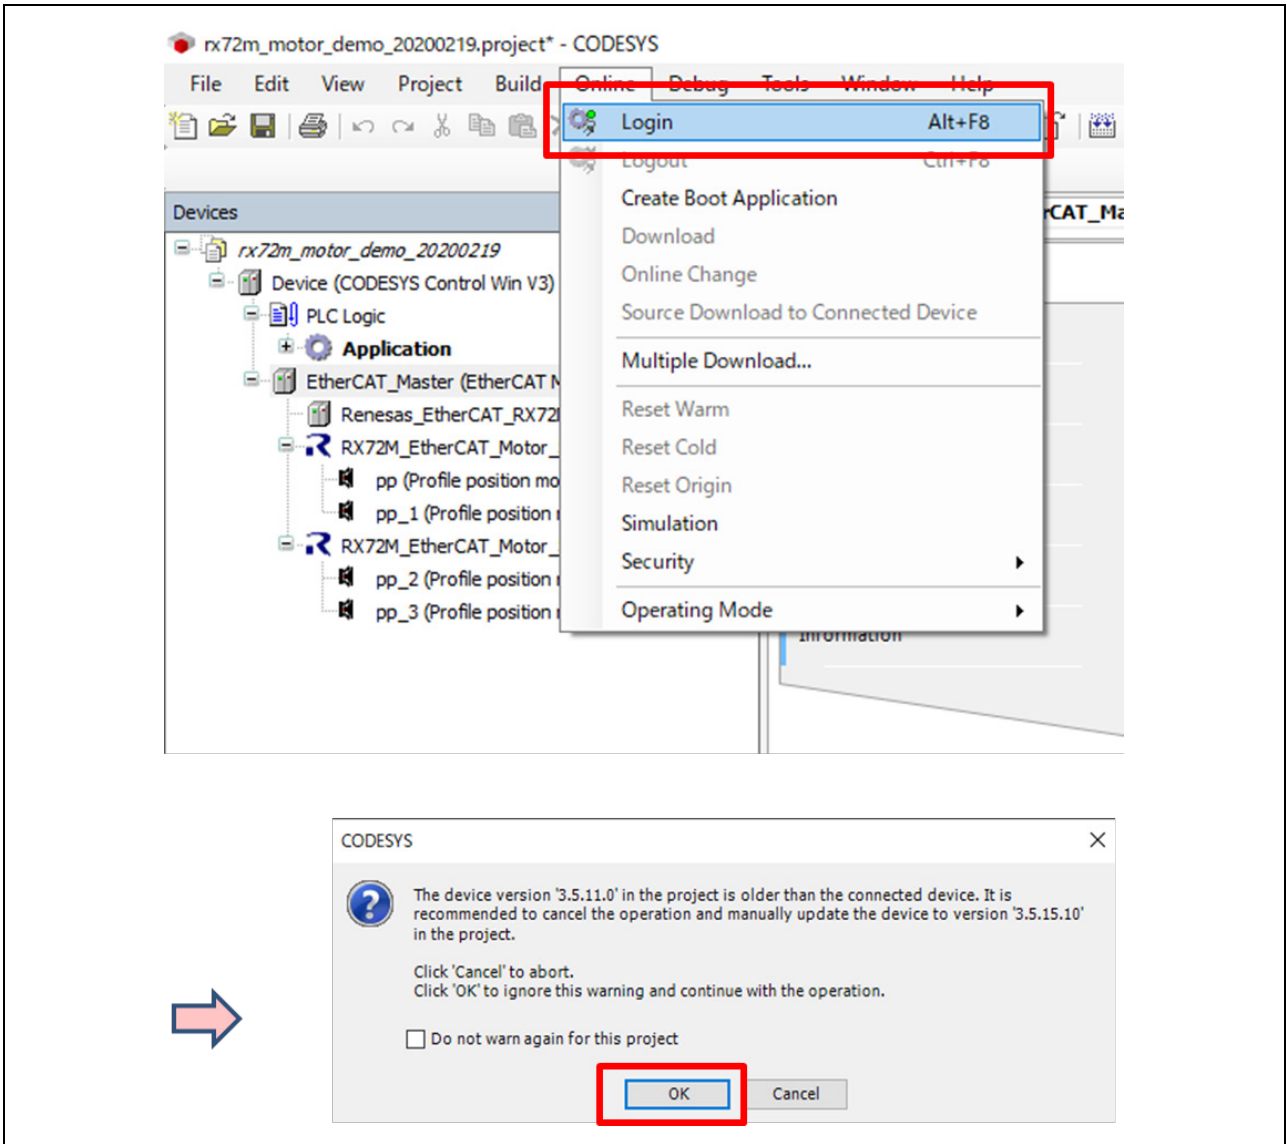 rx72m_motor_demo_20200219.project* - CODESYS
File Edit View Project Build Online Debug Tools Window Help
Login Alt+F8
Logout Ctrl+F8
Create Boot Application
Download
Online Change
Source Download to Connected Device
Multiple Download...
Reset Warm
Reset Cold
Reset Origin
Simulation
Security
Operating Mode
Devices
rx72m_motor_demo_20200219
Device (CODESYS Control Win V3)
PLC Logic
Application
EtherCAT_Master (EtherCAT M
Renesas_EtherCAT_RX72
RX72M_EtherCAT_Motor_
pp (Profile position mo
pp_1 (Profile position
RX72M_EtherCAT_Motor_
pp_2 (Profile position
pp_3 (Profile position
rCAT_Ma
Information
CODESYS
The device version '3.5.11.0' in the project is older than the connected device. It is
recommended to cancel the operation and manually update the device to version '3.5.15.10'
in the project.
Click 'Cancel' to abort.
Click 'OK' to ignore this warning and continue with the operation.
Do not warn again for this project
OK Cancel